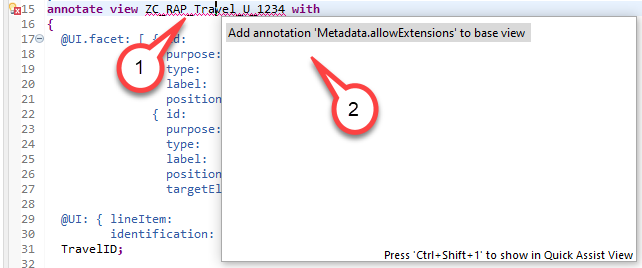 15 annotate view ZC_RAP_Travel_U_1234 with
16 {
17 @UI.facet: [ { id:
18 purpose:
19 type:
20 label:
21 position
22 { id:
23 purpose:
24 type:
25 label:
26 position
27 targetEl
28
29 @UI: { lineItem:
30 identification:
31 TravelID;
32
1
Add annotation 'Metadata.allowExtensions' to base view
2
Press 'Ctrl+Shift+1' to show in Quick Assist View